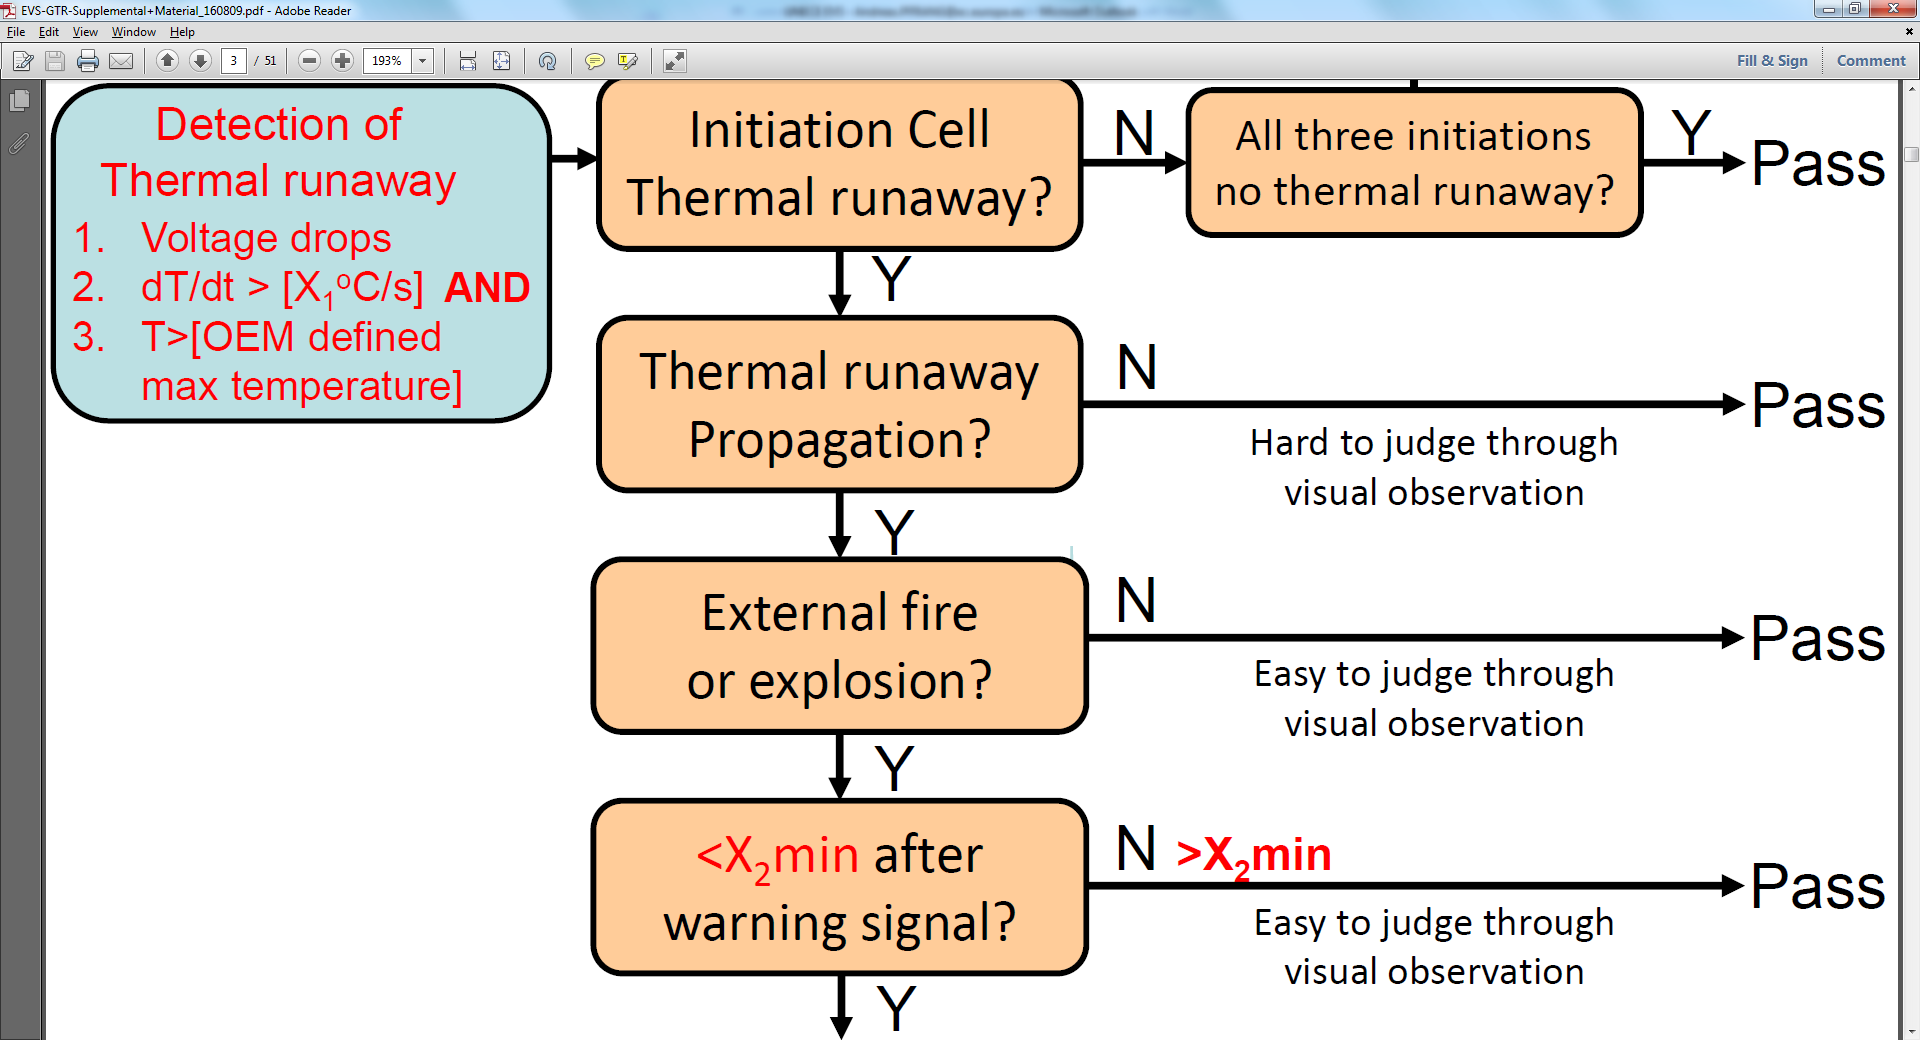 EVS-GTR-Supplemental+Material_160809.pdf - Adobe Reader
File Edit View Window Help
3 / 51 193% Fill & Sign Comment
Detection of
Thermal runaway
1. Voltage drops
2. dT/dt > [X₁°C/s] AND
3. T>[OEM defined
max temperature]
Initiation Cell
Thermal runaway?
N
All three initiations
no thermal runaway?
Y
Pass
Y
Thermal runaway
Propagation?
N
Hard to judge through
visual observation
Pass
Y
External fire
or explosion?
N
Easy to judge through
visual observation
Pass
Y
<X₂min after
warning signal?
N >X₂min
Easy to judge through
visual observation
Pass
Y